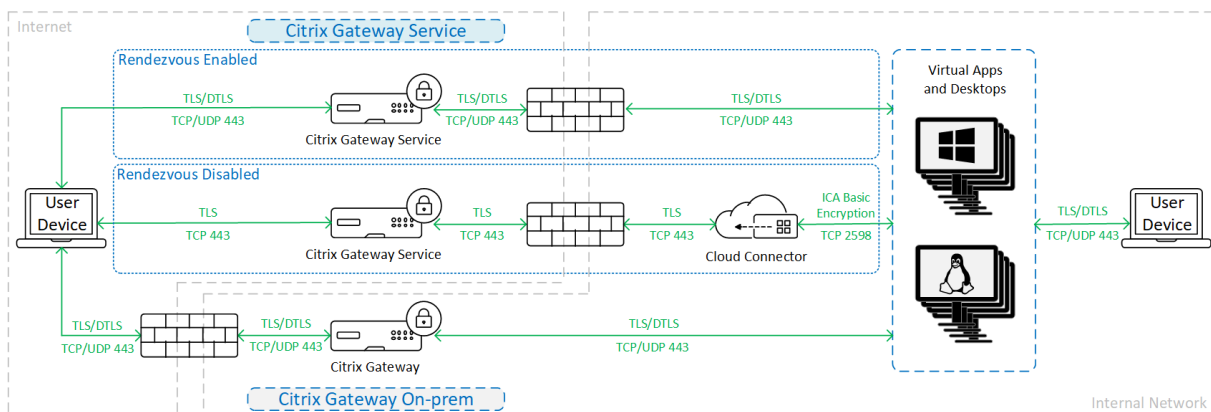 Internet
Citrix Gateway Service
Rendezvous Enabled
TLS/DTLS
TCP/UDP 443
Citrix Gateway Service
TLS/DTLS
TCP/UDP 443
TLS/DTLS
TCP/UDP 443
Virtual Apps
and Desktops
Rendezvous Disabled
User
Device
TLS
TCP 443
Citrix Gateway Service
TLS
TCP 443
TLS
TCP 443
Cloud Connector
ICA Basic
Encryption
TCP 2598
TLS/DTLS
TCP/UDP 443
User
Device
TLS/DTLS
TCP/UDP 443
TLS/DTLS
TCP/UDP 443
Citrix Gateway
TLS/DTLS
TCP/UDP 443
Citrix Gateway On-prem
Internal Network